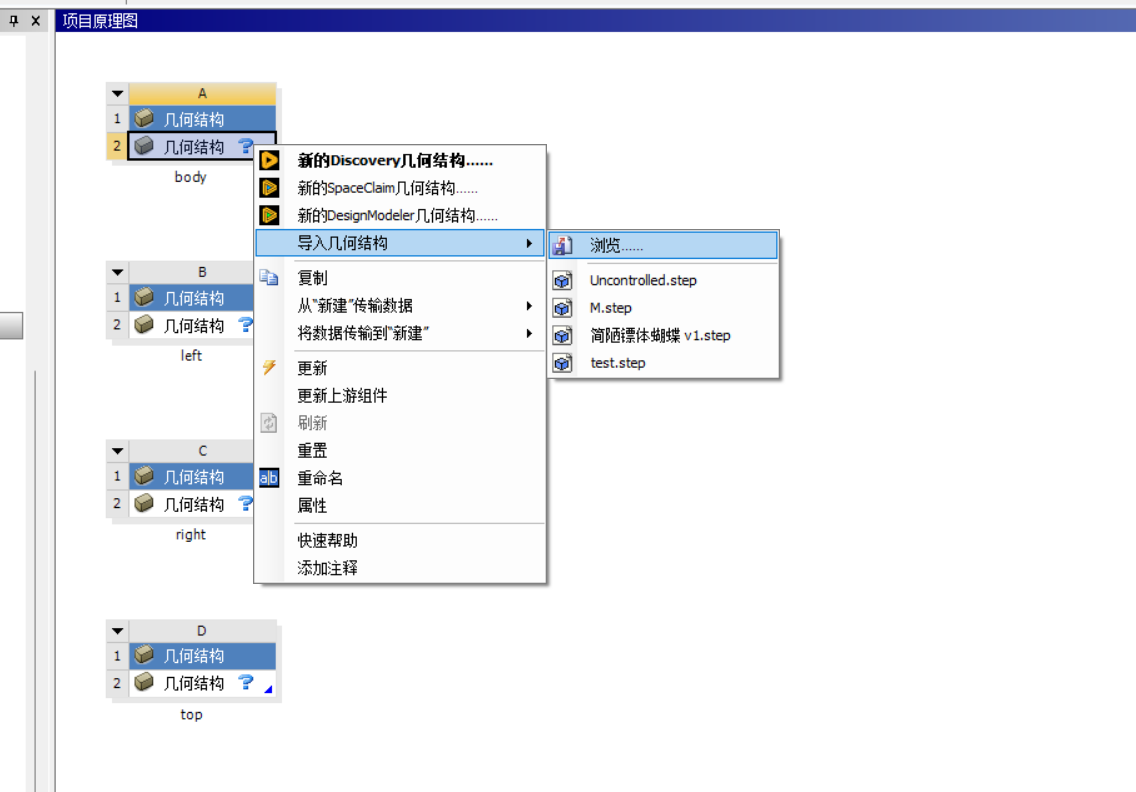 项目原理图
A
1 几何结构
2 几何结构
body
B
1 几何结构
2 几何结构
left
C
1 几何结构
2 几何结构
right
D
1 几何结构
2 几何结构
top
新的Discovery几何结构......
新的SpaceClaim几何结构......
新的DesignModeler几何结构......
导入几何结构
复制
从“新建”传输数据
将数据传输到“新建”
更新
更新上游组件
刷新
重置
a|b 重命名
属性
快速帮助
添加注释
浏览......
Uncontrolled.step
M.step
简陋镖体蝴蝶 v1.step
test.step